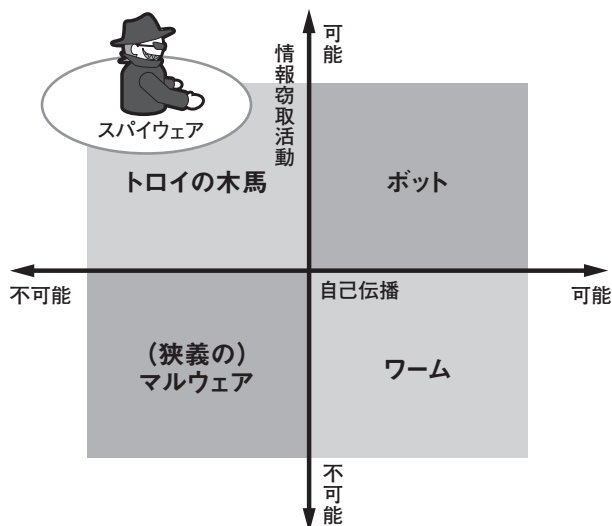 可能
情報窃取活動
スパイウェア
トロイの木馬
ボット
不可能
自己伝播
可能
(狭義の)
マルウェア
ワーム
不可能